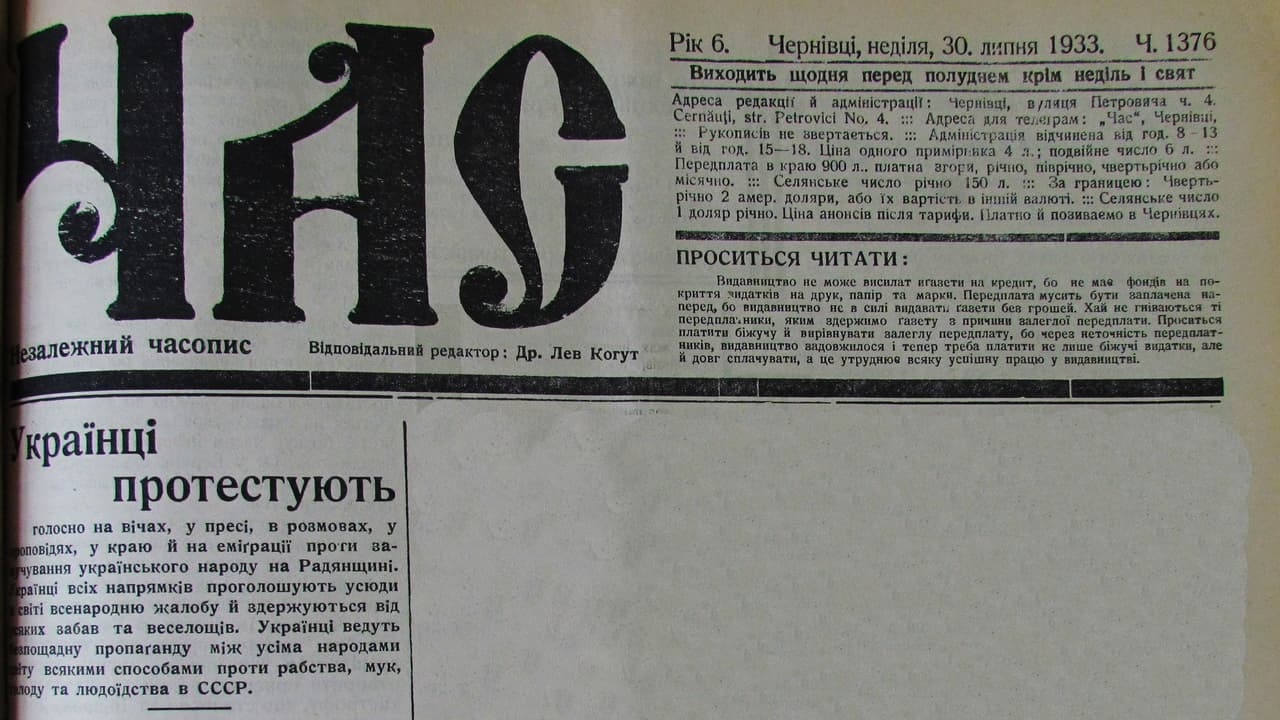 ЧАС
Незалежний часопис
Відповідальний редактор: Др. Лев Когут
Рік 6. Чернівці, неділя, 30. липня 1933. Ч. 1376
Виходить щодня перед полуднем крім неділь і свят
Адреса редакції й адміністрації: Чернівці, вулиця Петровича ч. 4.
Cernăuţi, str. Petrovici No. 4. ::: Адреса для телеграм: „Час“, Чернівці,
::: Рукописів не звертається. ::: Адміністрація відчинена від год. 8-13
й від год. 15—18. Ціна одного примірника 4 л.; подвійне число 6 л. :::
Передплата в краю 900 л.. платна згори, річно, піврічно, чвертьрічно або
місячно. ::: Селянське число річно 150 л. ::: За границею: Чверть-
річно 2 амер. доляри, або їх вартість в іншій валюті. ::: Селянське число
1 доляр річно. Ціна анонсів після тарифи. Платно й позиваємо в Чернівцях.
ПРОСИТЬСЯ ЧИТАТИ:
Видавництво не може висилат иґазети на кредит, бо не має фондів на по-
криття видатків на друк, папір та марки. Передплата мусить бути заплачена на-
перед, бо видавництво не в силі видавати ґазети без грошей. Хай не гніваються ті
передплатники, яким здержимо ґазету з причини залеглої передплати. Проситься
платити біжучу й вирівнувати залеглу передплату, бо через неточність передплат-
ників, видавництво задовжилося і тепер треба платити не лише біжучі видатки, але
й довг сплачувати, а це утруднює всяку успішну працю у видавництві.
Українці
протестують
голосно на вічах, у пресі, в розмовах, у
проповідях, у краю й на еміґрації проти за-
мучування українського народу на Радянщині.
Українці всіх напрямків проголошують усюди
в світі всенародню жалобу й здержуються від
всяких забав та веселощів. Українці ведуть
безпощадну пропаґанду між усіма народами
світу всякими способами проти рабства, мук,
голоду та людоїдства в СССР.